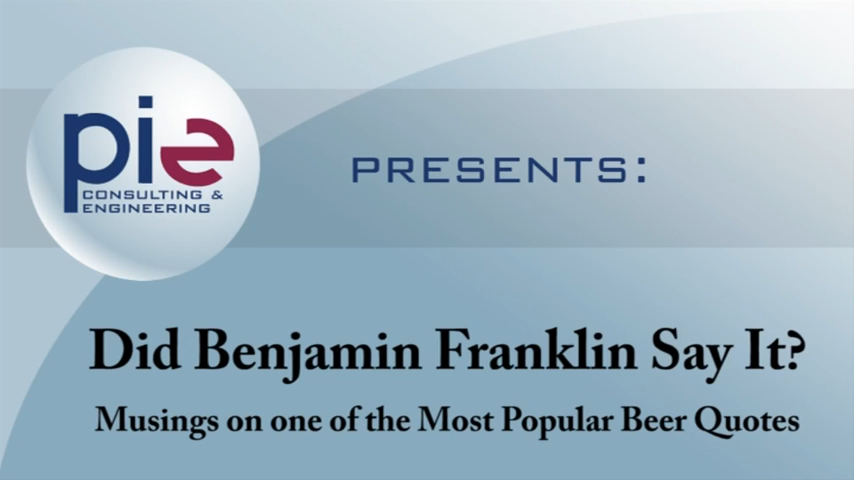 pie
CONSULTING &
ENGINEERING
PRESENTS:
Did Benjamin Franklin Say It?
Musings on one of the Most Popular Beer Quotes